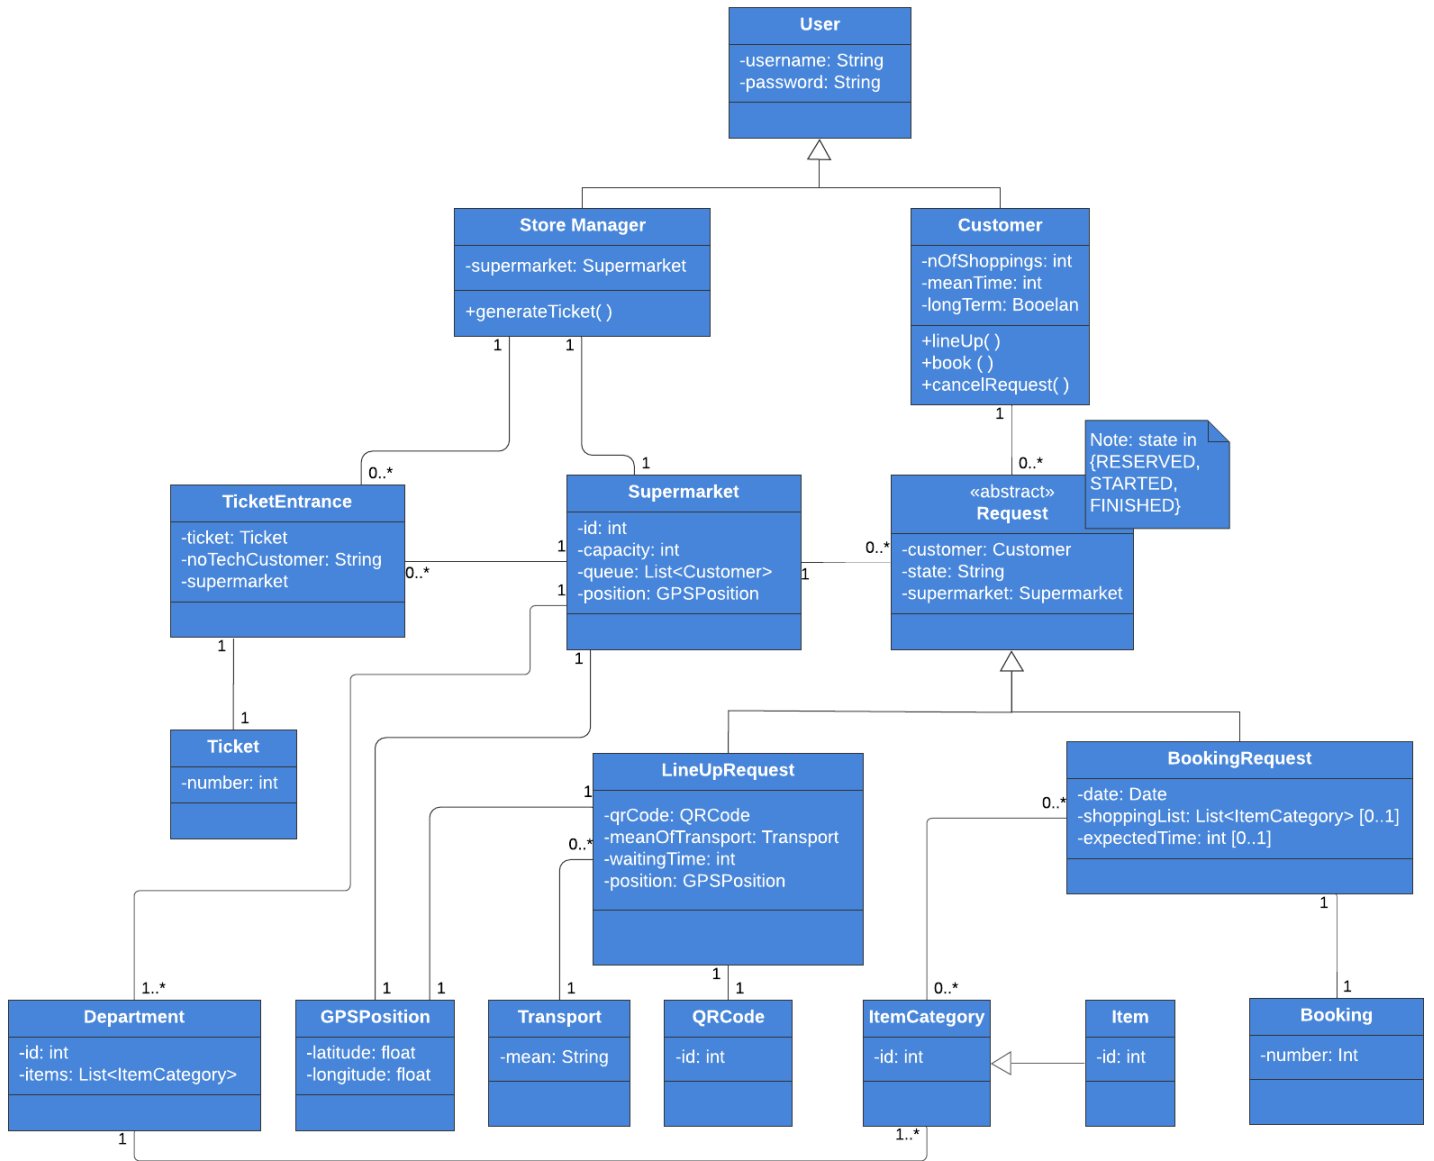 User
-username: String
-password: String
Store Manager
-supermarket: Supermarket
+generateTicket( )
Customer
-nOfShoppings: int
-meanTime: int
-longTerm: Booelan
+lineUp( )
+book ( )
+cancelRequest( )
1
1
1
0..*
1
0..*
Note: state in
{RESERVED,
STARTED,
FINISHED}
TicketEntrance
-ticket: Ticket
-noTechCustomer: String
-supermarket
Supermarket
-id: int
-capacity: int
-queue: List<Customer>
-position: GPSPosition
«abstract»
Request
-customer: Customer
-state: String
-supermarket: Supermarket
1
0..*
1
0..*
1
1
1
1
1
Ticket
-number: int
LineUpRequest
-qrCode: QRCode
-meanOfTransport: Transport
-waitingTime: int
-position: GPSPosition
BookingRequest
-date: Date
-shoppingList: List<ItemCategory> [0..1]
-expectedTime: int [0..1]
1
0..*
0..*
1
1
1..*
1
1
1
1
0..*
1
Department
-id: int
-items: List<ItemCategory>
GPSPosition
-latitude: float
-longitude: float
Transport
-mean: String
QRCode
-id: int
ItemCategory
-id: int
Item
-id: int
Booking
-number: Int
1
1..*